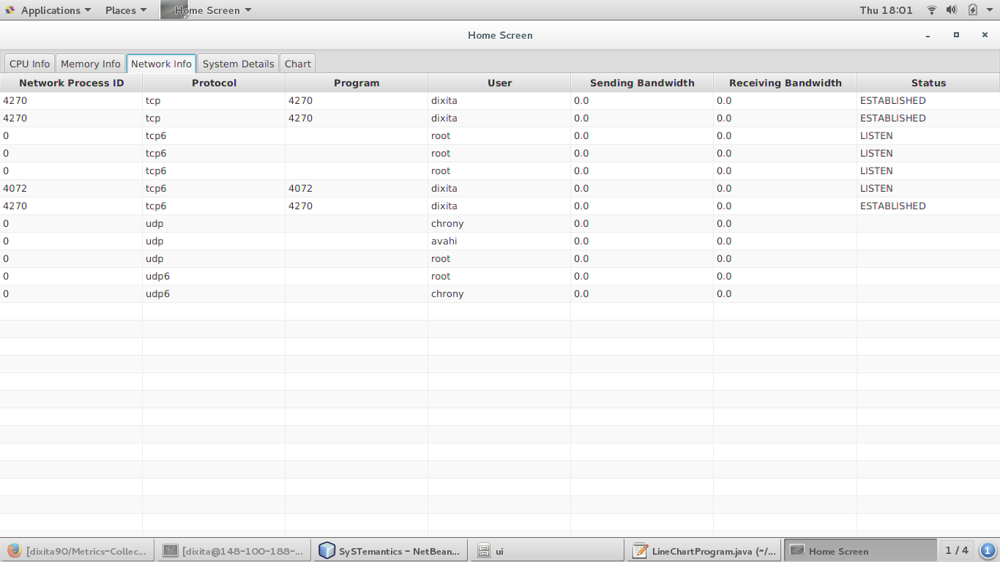 Applications Places Home Screen Thu 18:01
Home Screen
CPU Info Memory Info Network Info System Details Chart
Network Process ID Protocol Program User Sending Bandwidth Receiving Bandwidth Status
4270 tcp 4270 dixita 0.0 0.0 ESTABLISHED
4270 tcp 4270 dixita 0.0 0.0 ESTABLISHED
0 tcp6 root 0.0 0.0 LISTEN
0 tcp6 root 0.0 0.0 LISTEN
0 tcp6 root 0.0 0.0 LISTEN
4072 tcp6 4072 dixita 0.0 0.0 LISTEN
4270 tcp6 4270 dixita 0.0 0.0 ESTABLISHED
0 udp chrony 0.0 0.0
0 udp avahi 0.0 0.0
0 udp root 0.0 0.0
0 udp6 root 0.0 0.0
0 udp6 chrony 0.0 0.0
[dixita90/Metrics-Collec... [dixita@148-100-188-... SySTemantics - NetBean... ui LineChartProgram.java (~/... Home Screen 1 / 4 1